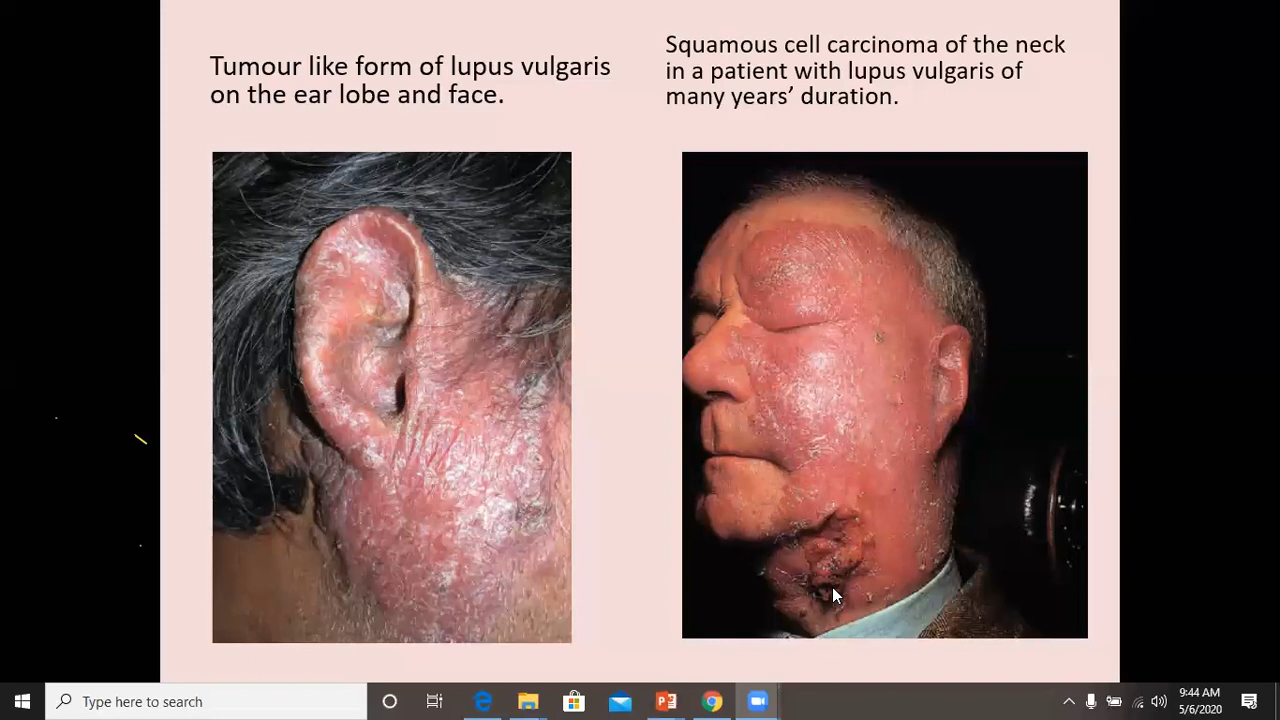 Tumour like form of lupus vulgaris
on the ear lobe and face.
Squamous cell carcinoma of the neck
in a patient with lupus vulgaris of
many years’ duration.
Type here to search
9:44 AM
5/6/2020